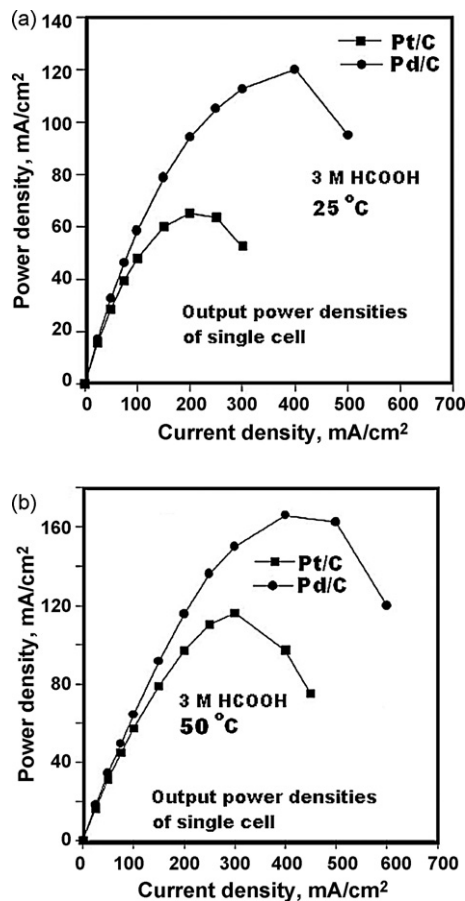 (a)
140
120
100
80
60
40
20
0
Power density, mA/cm²
Pt/C
Pd/C
3 M HCOOH
25 °C
Output power densities
of single cell
0 100 200 300 400 500 600 700
Current density, mA/cm²
(b)
160
120
80
40
0
Power density, mA/cm²
Pt/C
Pd/C
3 M HCOOH
50 °C
Output power densities
of single cell
0 100 200 300 400 500 600 700
Current density, mA/cm²